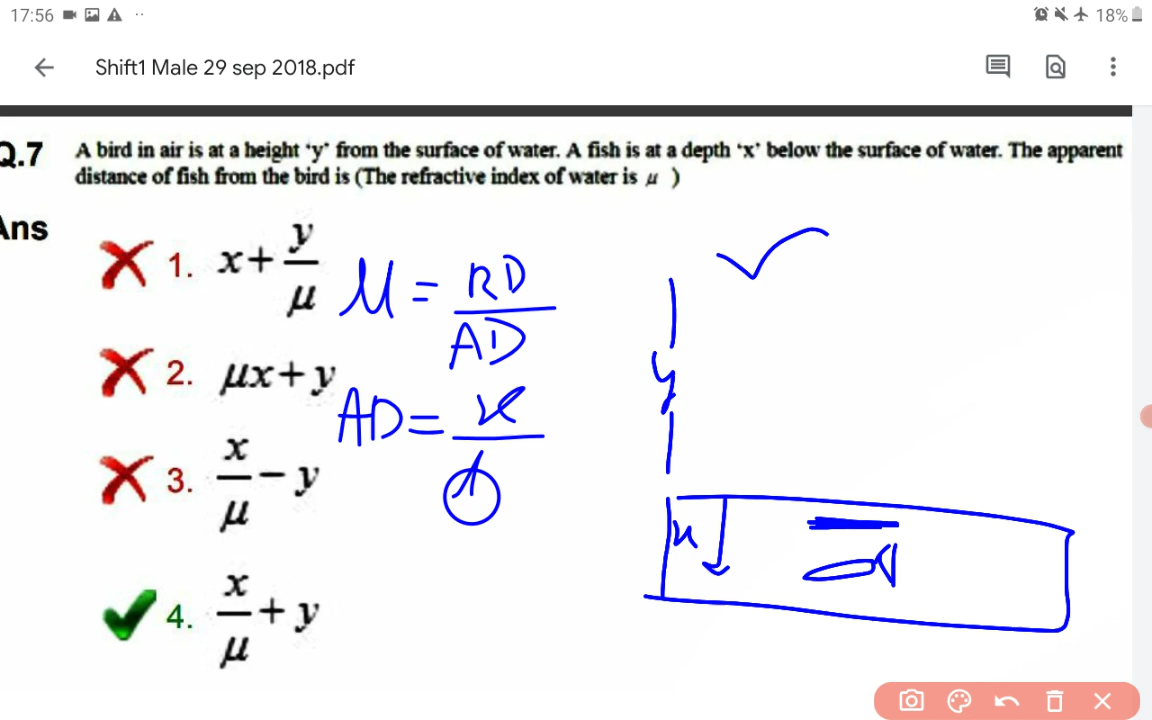 17:56
18%
Shift1 Male 29 sep 2018.pdf
Q.7 A bird in air is at a height 'y' from the surface of water. A fish is at a depth 'x' below the surface of water. The apparent
distance of fish from the bird is (The refractive index of water is μ )
Ans
1. x+y/μ
2. μx+y
3. x/μ−y
4. x/μ+y
μ = RD/AD
AD = x
y
x